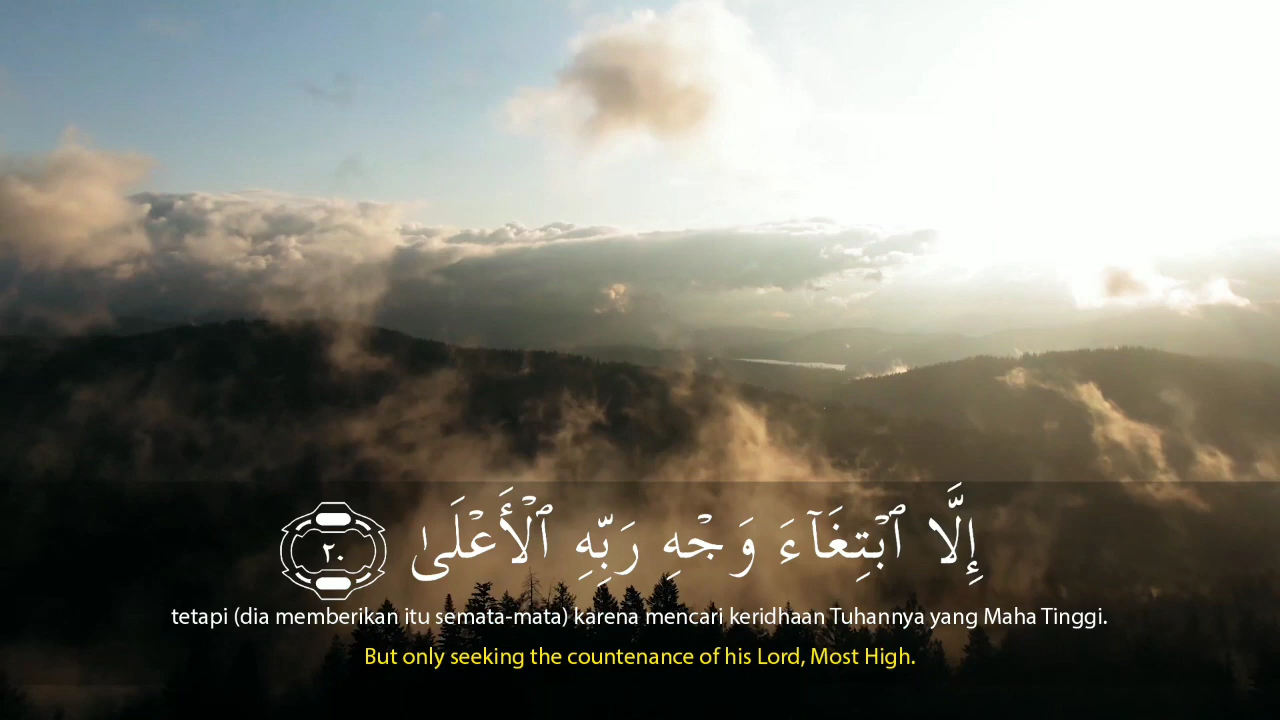 إِلَّا ٱبْتِغَآءَ وَجْهِ رَبِّهِ ٱلْأَعْلَىٰ ٢٠
tetapi (dia memberikan itu semata-mata) karena mencari keridhaan Tuhannya yang Maha Tinggi.
But only seeking the countenance of his Lord, Most High.